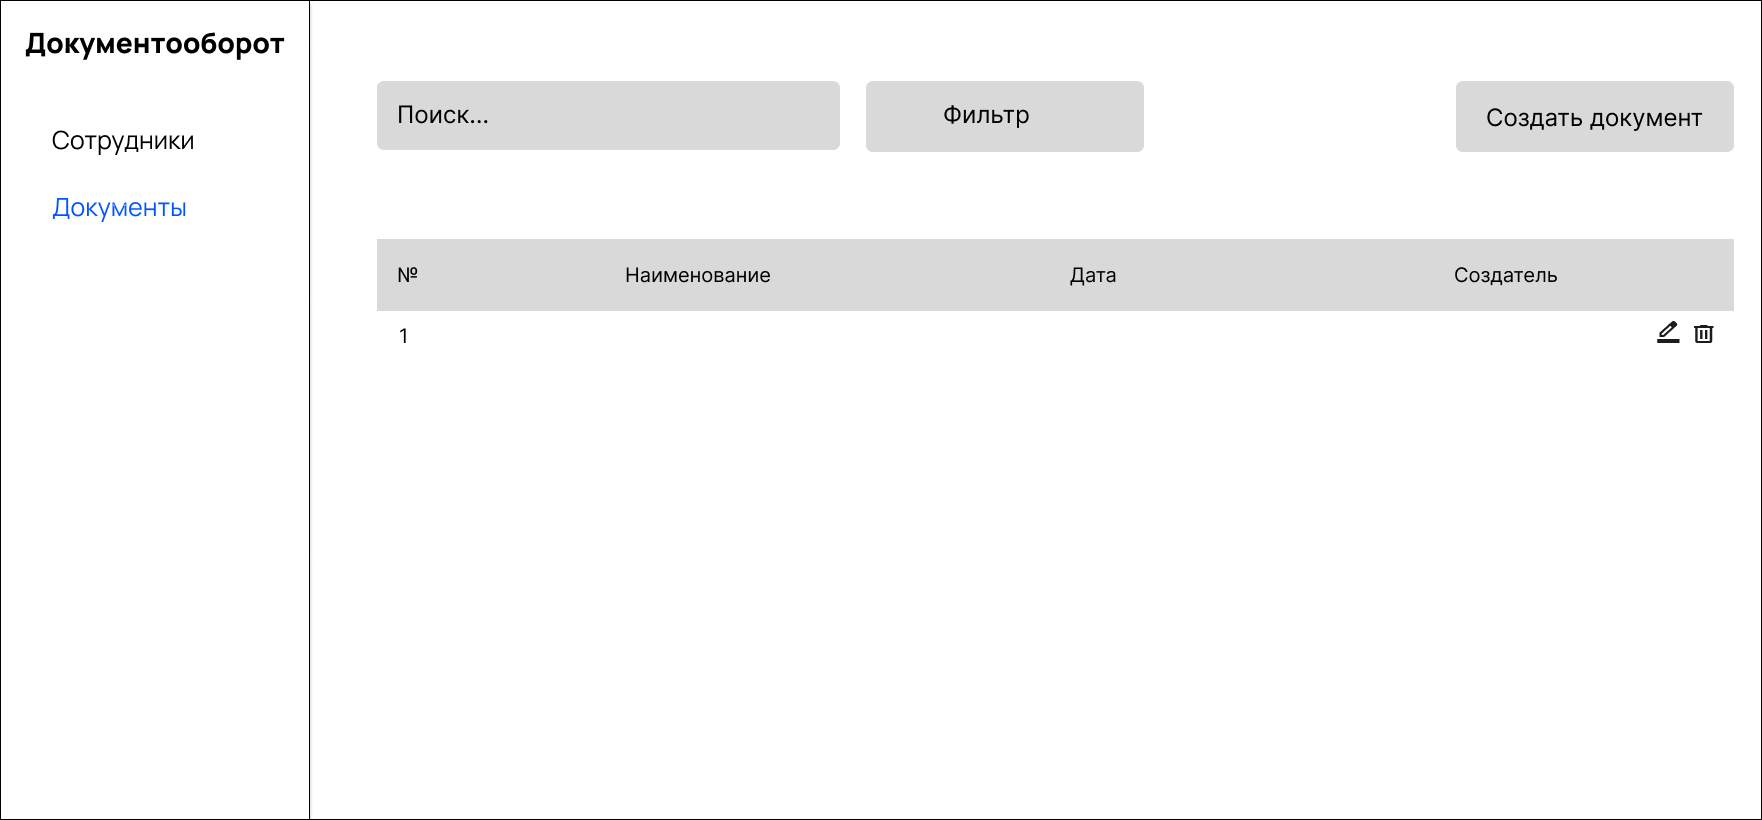 Документооборот
Сотрудники
Документы
Поиск...
Фильтр
Создать документ
№ Наименование Дата Создатель
1